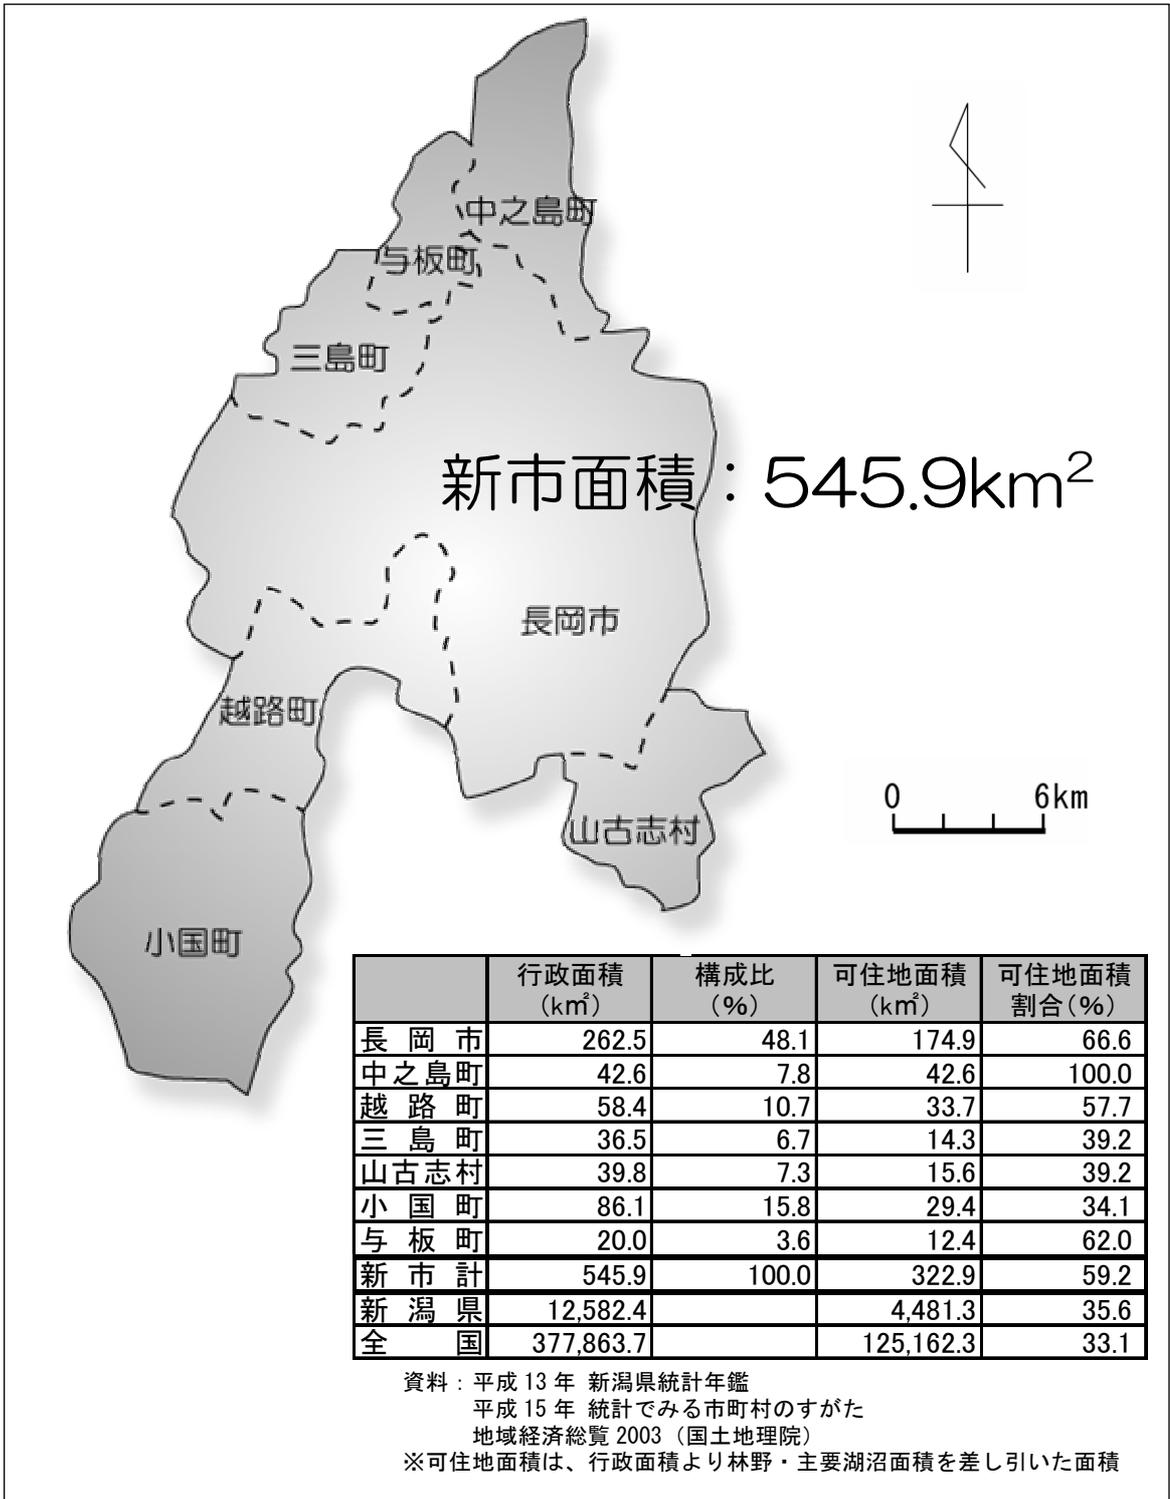 中之島町
与板町
三島町
新市面積：545.9km²
長岡市
越路町
0 6km
山古志村
小国町
行政面積（k㎡） 構成比（%） 可住地面積（k㎡） 可住地面積割合（%）
長岡市 262.5 48.1 174.9 66.6
中之島町 42.6 7.8 42.6 100.0
越路町 58.4 10.7 33.7 57.7
三島町 36.5 6.7 14.3 39.2
山古志村 39.8 7.3 15.6 39.2
小国町 86.1 15.8 29.4 34.1
与板町 20.0 3.6 12.4 62.0
新市計 545.9 100.0 322.9 59.2
新潟県 12,582.4 4,481.3 35.6
全国 377,863.7 125,162.3 33.1
資料：平成13年 新潟県統計年鑑
平成15年 統計でみる市町村のすがた
地域経済総覧2003（国土地理院）
※可住地面積は、行政面積より林野・主要湖沼面積を差し引いた面積